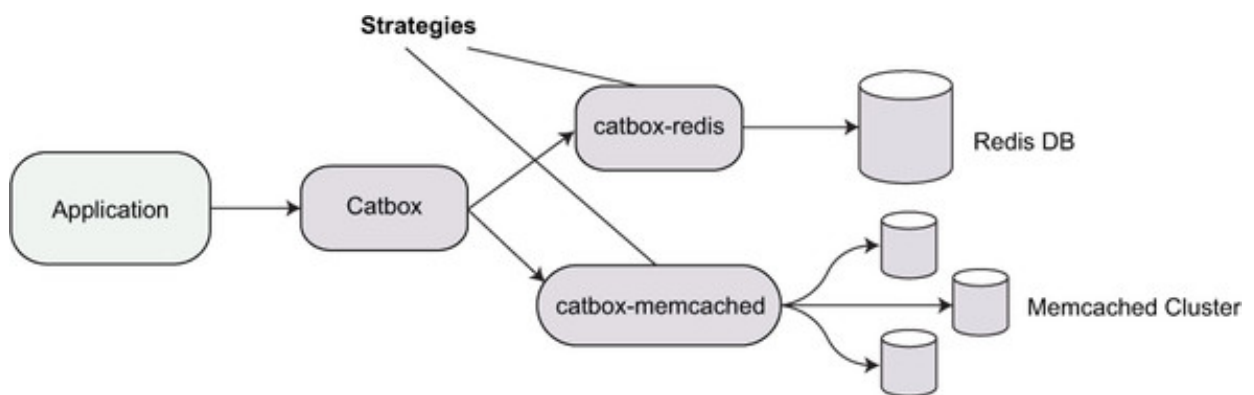 Strategies
catbox-redis
Redis DB
Application
Catbox
catbox-memcached
Memcached Cluster